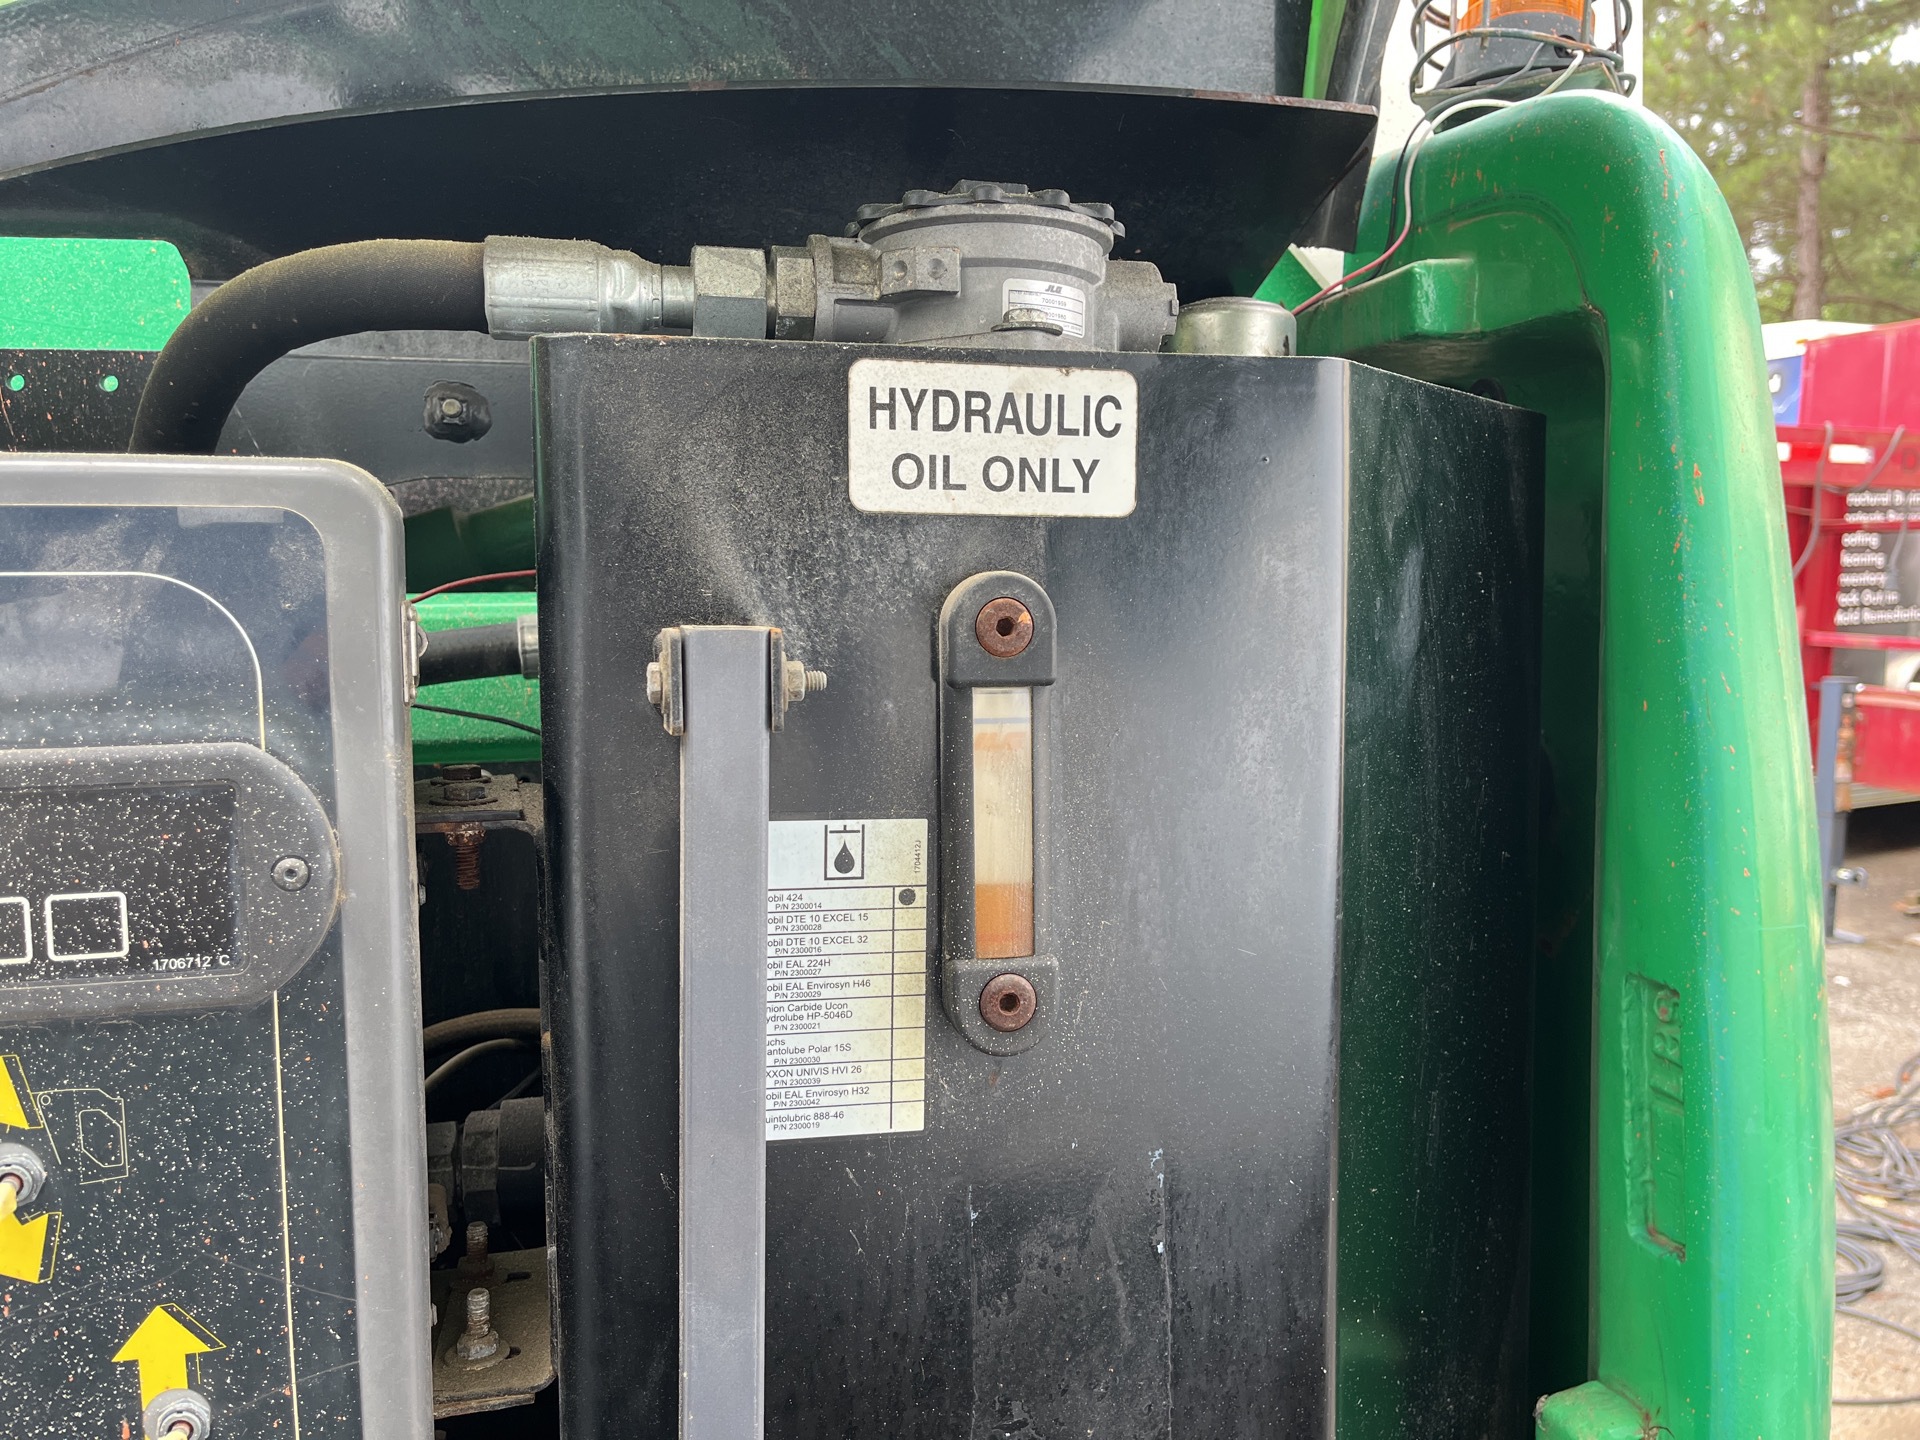 JLG
70001959
HYDRAULIC
OIL ONLY
1704412J
obil 424
P/N 2300014
obil DTE 10 EXCEL 15
P/N 2300028
obil DTE 10 EXCEL 32
P/N 2300016
obil EAL 224H
P/N 2300027
obil EAL Envirosyn H46
P/N 2300029
nion Carbide Ucon
ydrolube HP-5046D
P/N 2300021
uchs
antolube Polar 15S
P/N 2300030
XXON UNIVIS HVI 26
P/N 2300039
obil EAL Envirosyn H32
P/N 2300042
uintolubric 888-46
P/N 2300019
1706712 C